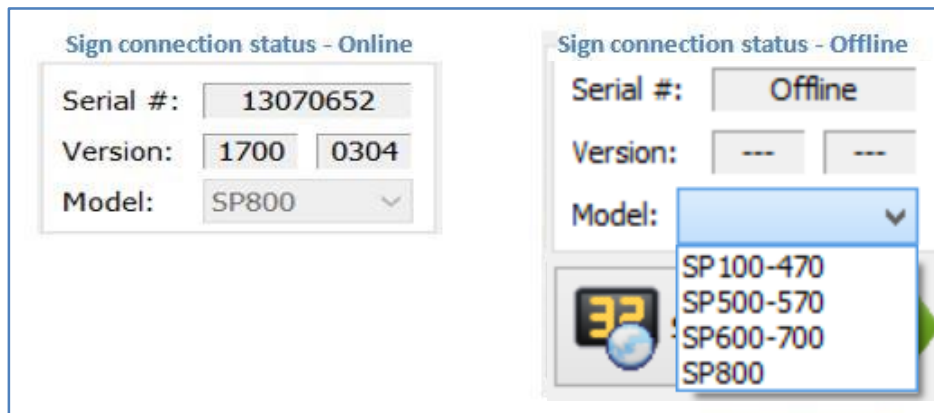 Sign connection status - Online
Serial #: 13070652
Version: 1700 0304
Model: SP800
Sign connection status - Offline
Serial #: Offline
Version: --- ---
Model:
SP100-470
SP500-570
SP600-700
SP800
32